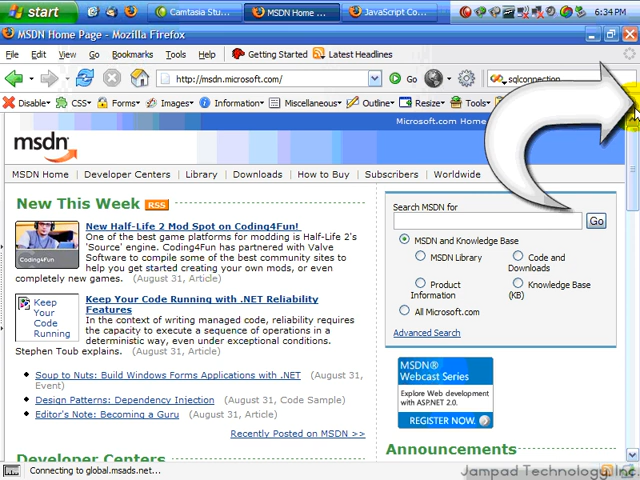 start
Camtasia Stu...
MSDN Home ...
JavaScript Co...
6:34 PM
MSDN Home Page - Mozilla Firefox
File Edit View Go Bookmarks Tools Help
Getting Started Latest Headlines
http://msdn.microsoft.com/
Go
sqlconnection
Disable CSS Forms Images Information Miscellaneous Outline Resize Tools
Microsoft.com Home
msdn
MSDN Home | Developer Centers | Library | Downloads | How to Buy | Subscribers | Worldwide
New This Week RSS
Coding4Fun
New Half-Life 2 Mod Spot on Coding4Fun!
One of the best game platforms for modding is Half-Life 2's
'Source' engine. Coding4Fun has partnered with Valve
Software to compile some of the best community sites to
help you get started creating your own mods, or even
completely new games. (August 31, Article)
Keep
Your
Code
Running
Keep Your Code Running with .NET Reliability
Features
In the context of writing managed code, reliability requires
the capacity to execute a sequence of operations in a
deterministic way, even under exceptional conditions.
Stephen Toub explains. (August 31, Article)
Soup to Nuts: Build Windows Forms Applications with .NET (August 31,
Event)
Design Patterns: Dependency Injection (August 31, Code Sample)
Editor's Note: Becoming a Guru (August 31, Article)
Recently Posted on MSDN >>
Developer Centers
Search MSDN for
Go
MSDN and Knowledge Base
MSDN Library
Code and
Downloads
Product
Information
Knowledge Base
(KB)
All Microsoft.com
Advanced Search
MSDN®
Webcast Series
Explore Web development
with ASP.NET 2.0.
REGISTER NOW.
Announcements
Connecting to global.msads.net...
Jampad Technology, Inc.